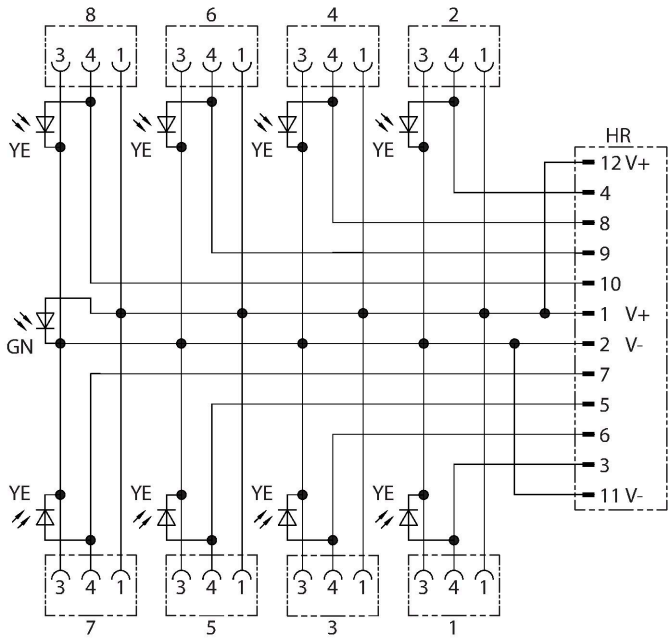 8 6 4 2
3 4 1 3 4 1 3 4 1 3 4 1
YE YE YE YE
HR
12 V+
4
8
9
10
1 V+
GN 2 V-
7
5
6
3
YE YE YE YE
11 V-
3 4 1 3 4 1 3 4 1 3 4 1
7 5 3 1